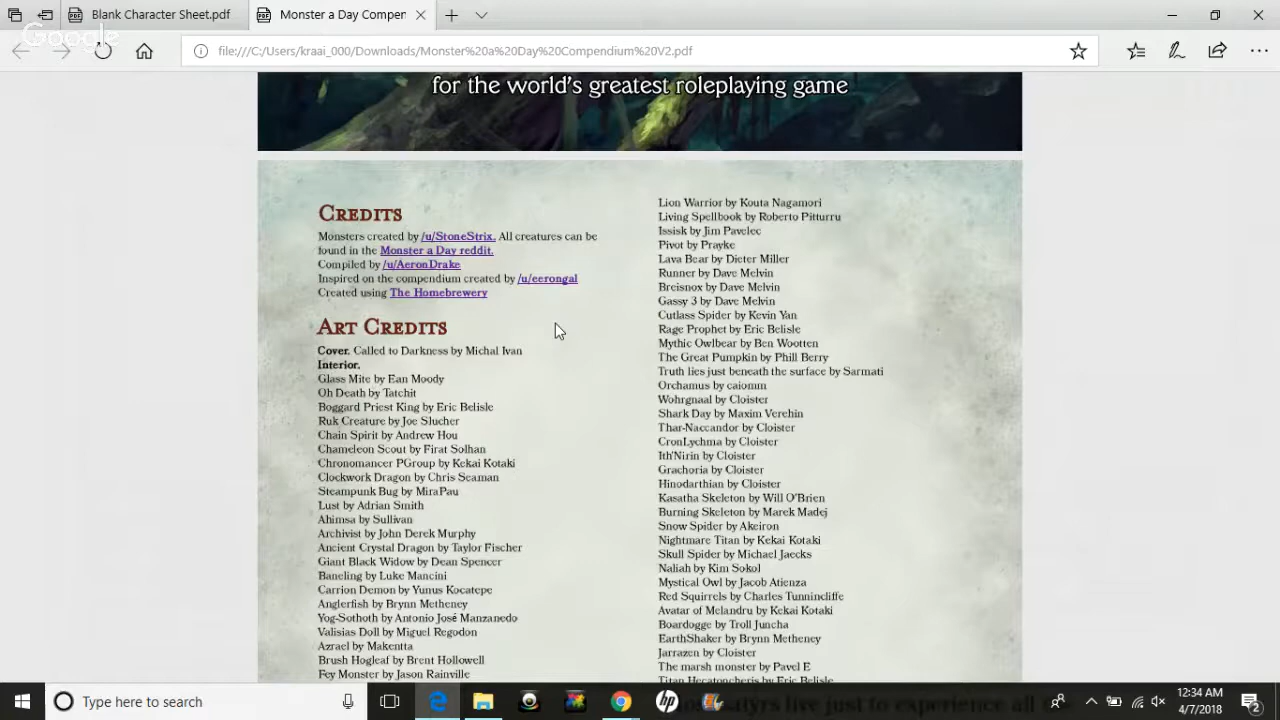 Blank Character Sheet.pdf
Monster a Day Compen
Google
file:///C:/Users/kraai_000/Downloads/Monster%20a%20Day%20Compendium%20V2.pdf
for the world's greatest roleplaying game
Credits
Monsters created by /u/StoneStrix. All creatures can be
found in the Monster a Day reddit.
Compiled by /u/AeronDrake
Inspired on the compendium created by /u/eerongal
Created using The Homebrewery
Art Credits
Cover. Called to Darkness by Michal Ivan
Interior.
Glass Mite by Ean Moody
Oh Death by Tatchit
Boggard Priest King by Eric Belisle
Ruk Creature by Joe Slucher
Chain Spirit by Andrew Hou
Chameleon Scout by Firat Solhan
Chronomancer PGroup by Kekai Kotaki
Clockwork Dragon by Chris Seaman
Steampunk Bug by MiraPau
Lust by Adrian Smith
Ahimsa by Sullivan
Archivist by John Derek Murphy
Ancient Crystal Dragon by Taylor Fischer
Giant Black Widow by Dean Spencer
Baneling by Luke Mancini
Carrion Demon by Yunus Kocatepe
Anglerfish by Brynn Metheney
Yog-Sothoth by Antonio José Manzanedo
Valisias Doll by Miguel Regodon
Azrael by Makentta
Brush Hogleaf by Brent Hollowell
Fey Monster by Jason Rainville
Lion Warrior by Kouta Nagamori
Living Spellbook by Roberto Pitturru
Issisk by Jim Pavelec
Pivot by Prayke
Lava Bear by Dieter Miller
Runner by Dave Melvin
Breisnox by Dave Melvin
Gassy 3 by Dave Melvin
Cutlass Spider by Kevin Yan
Rage Prophet by Eric Belisle
Mythic Owlbear by Ben Wootten
The Great Pumpkin by Phill Berry
Truth lies just beneath the surface by Sarmati
Orchamus by caiomm
Wohrgnaal by Cloister
Shark Day by Maxim Verehin
Thar-Naccandor by Cloister
CronLychma by Cloister
Ith'Nirin by Cloister
Grachoria by Cloister
Hinodarthian by Cloister
Kasatha Skeleton by Will O'Brien
Burning Skeleton by Marek Madej
Snow Spider by Akeiron
Nightmare Titan by Kekai Kotaki
Skull Spider by Michael Jaecks
Naliah by Kim Sokol
Mystical Owl by Jacob Atienza
Red Squirrels by Charles Tunnincliffe
Avatar of Melandru by Kekai Kotaki
Boardogge by Troll Juncha
EarthShaker by Brynn Metheney
Jarrazen by Cloister
The marsh monster by Pavel E
Titan Hecatoncheris by Eric Belisle
live just to experience all
Type here to search
hp
12:34 AM
4/7/2018
2